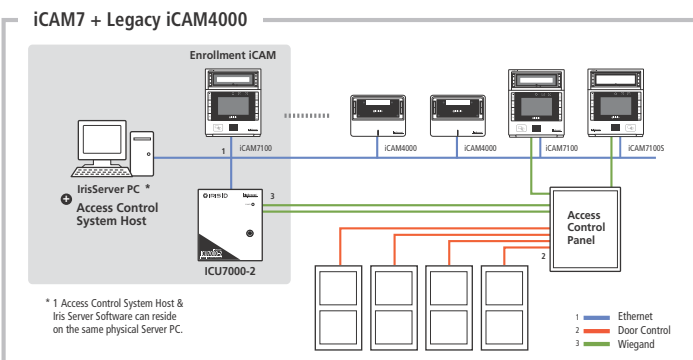 iCAM7 + Legacy iCAM4000
Enrollment iCAM
1
iCAM7100
iCAM4000
iCAM4000
iCAM7100
iCAM7100S
IrisServer PC *
Access Control
System Host
IRIS ID
3
ICU7000-2
Access
Control
Panel
2
* 1 Access Control System Host &
Iris Server Software can reside
on the same physical Server PC.
1 Ethernet
2 Door Control
3 Wiegand